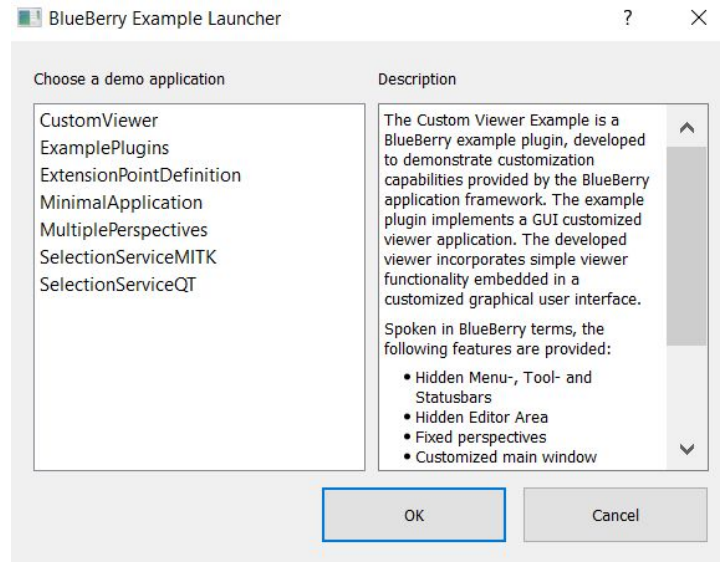 BlueBerry Example Launcher
Choose a demo application
CustomViewer
ExamplePlugins
ExtensionPointDefinition
MinimalApplication
MultiplePerspectives
SelectionServiceMITK
SelectionServiceQT
Description
The Custom Viewer Example is a
BlueBerry example plugin, developed
to demonstrate customization
capabilities provided by the BlueBerry
application framework. The example
plugin implements a GUI customized
viewer application. The developed
viewer incorporates simple viewer
functionality embedded in a
customized graphical user interface.
Spoken in BlueBerry terms, the
following features are provided:
• Hidden Menu-, Tool- and
Statusbars
• Hidden Editor Area
• Fixed perspectives
• Customized main window
OK
Cancel